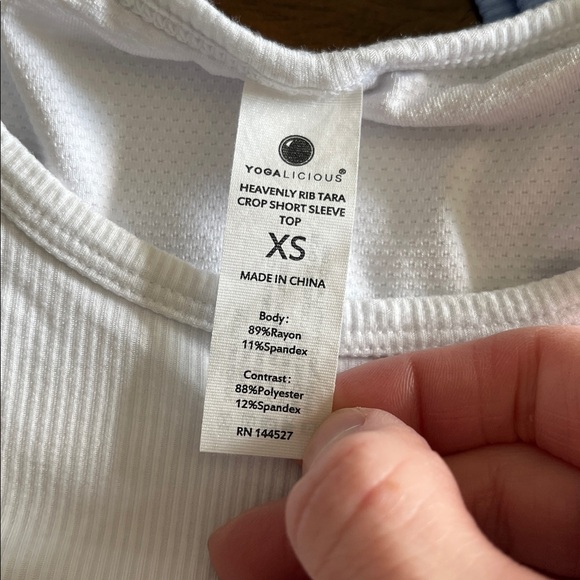 YOGALICIOUS®
HEAVENLY RIB TARA
CROP SHORT SLEEVE
TOP
XS
MADE IN CHINA
Body:
89%Rayon
11%Spandex
Contrast:
88%Polyester
12%Spandex
RN 144527